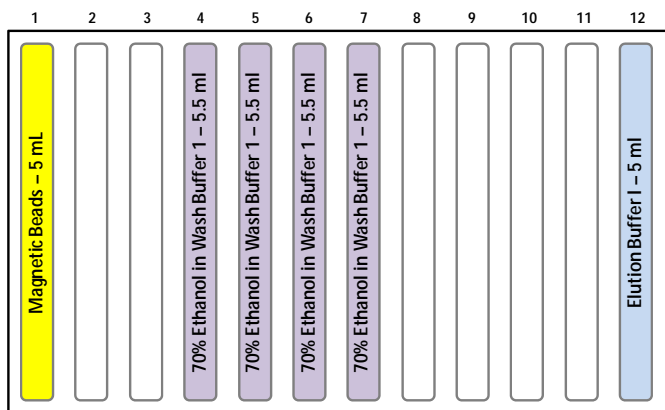 1 2 3 4 5 6 7 8 9 10 11 12
Magnetic Beads – 5 mL
70% Ethanol in Wash Buffer 1 – 5.5 ml
70% Ethanol in Wash Buffer 1 – 5.5 ml
70% Ethanol in Wash Buffer 1 – 5.5 ml
70% Ethanol in Wash Buffer 1 – 5.5 ml
Elution Buffer I – 5 ml